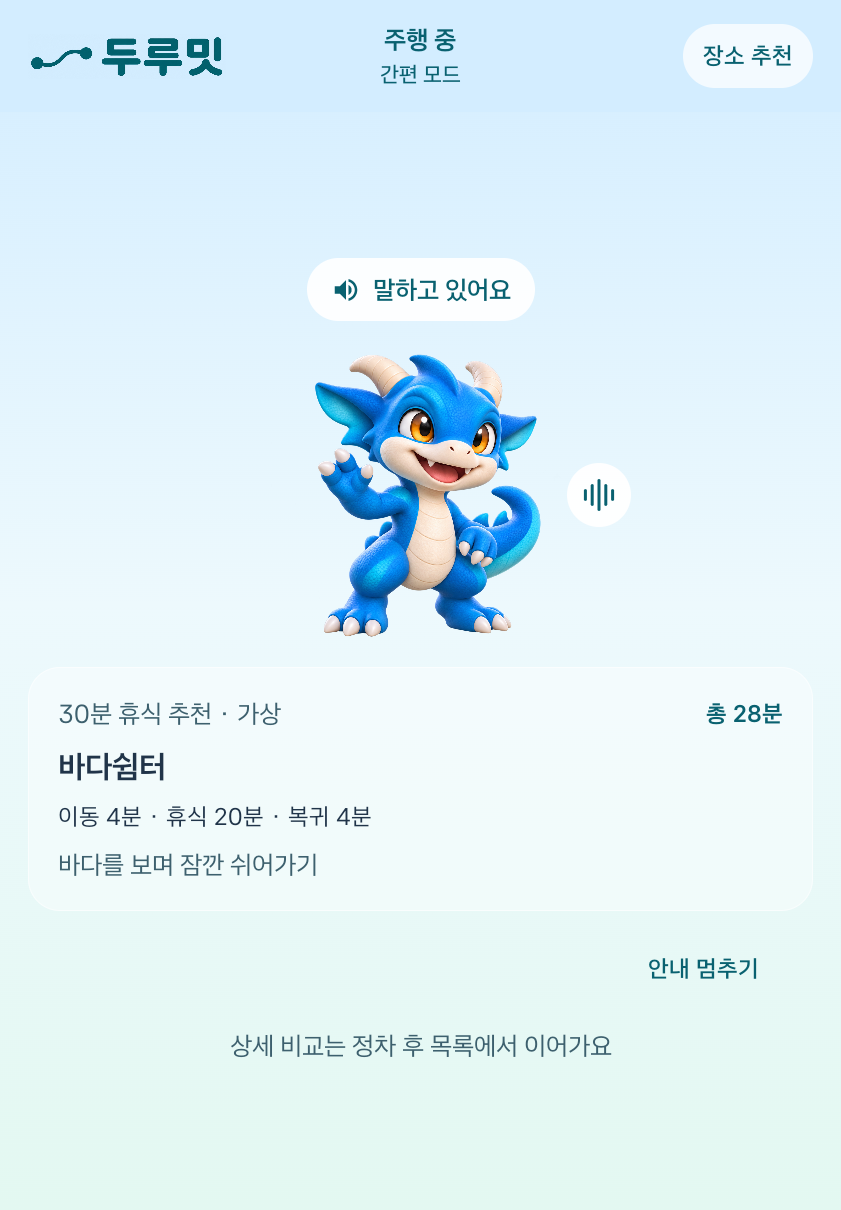 두루밋
주행 중
간편 모드
장소 추천
말하고 있어요
30분 휴식 추천 · 가상
총 28분
바다쉼터
이동 4분 · 휴식 20분 · 복귀 4분
바다를 보며 잠깐 쉬어가기
안내 멈추기
상세 비교는 정차 후 목록에서 이어가요